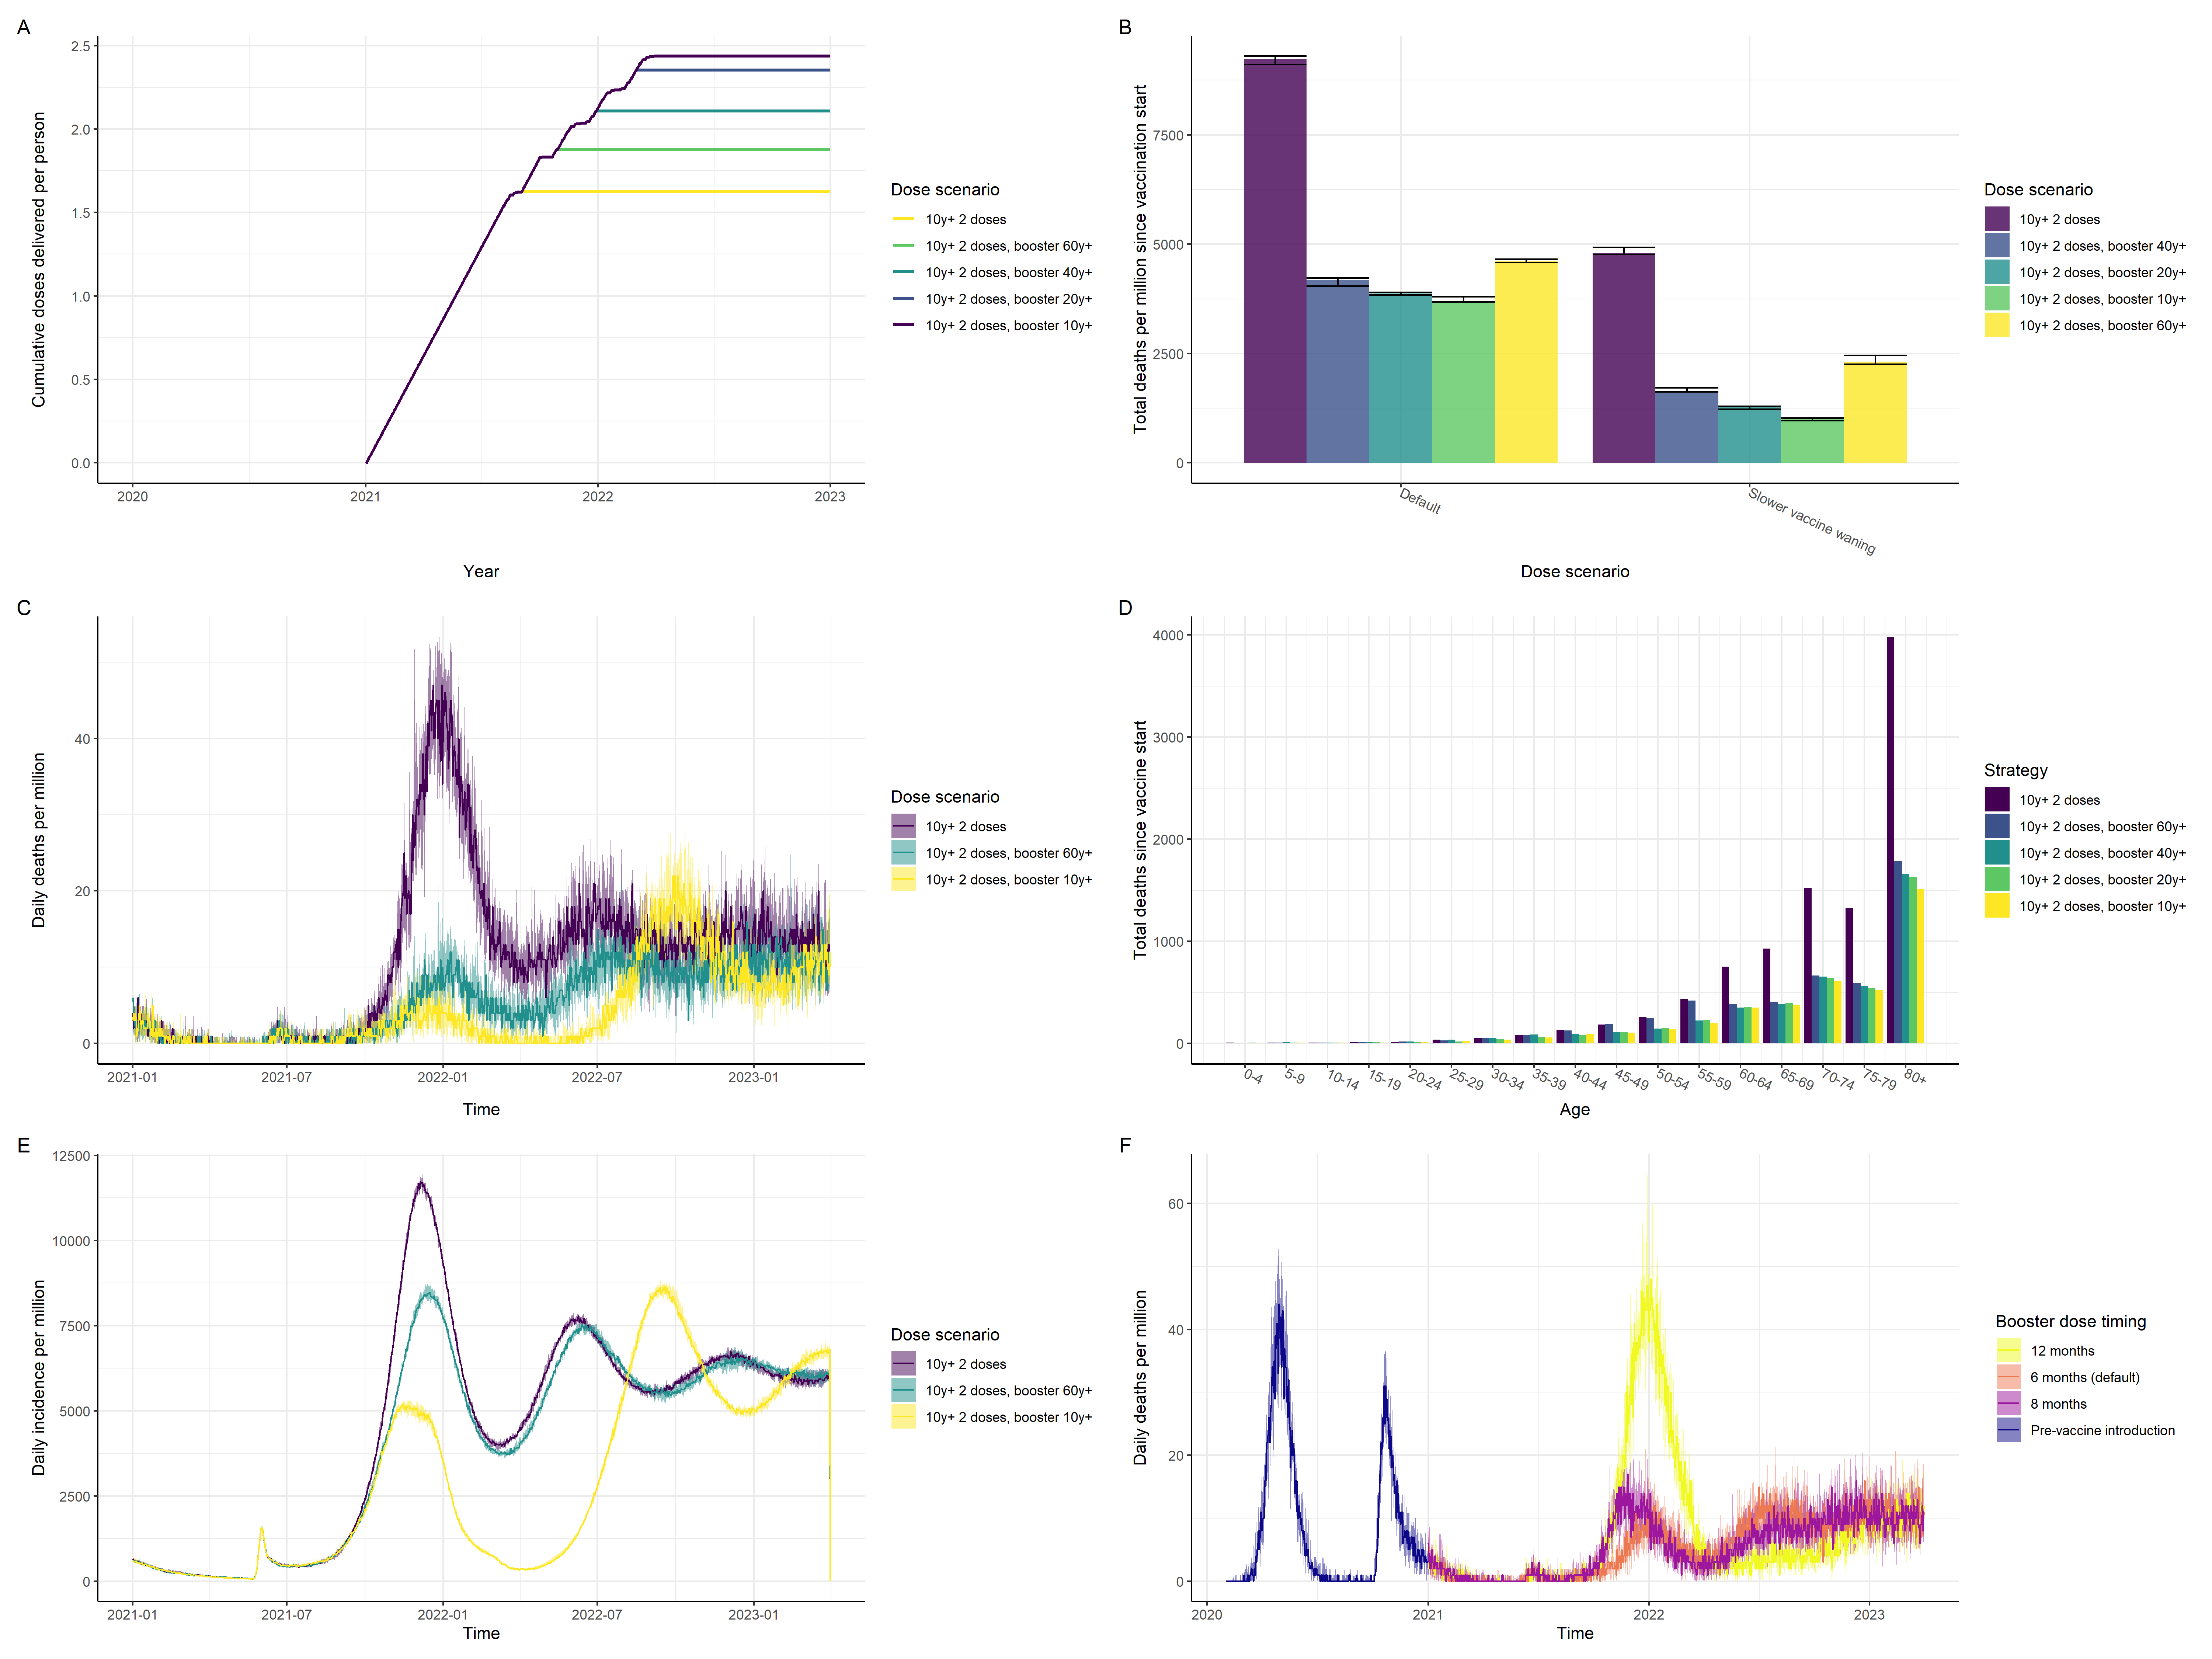 A
Cumulative doses delivered per person
2.5
2.0
1.5
1.0
0.5
0.0
2020
2021
2022
2023
Year
Dose scenario
10y+ 2 doses
10y+ 2 doses, booster 60y+
10y+ 2 doses, booster 40y+
10y+ 2 doses, booster 20y+
10y+ 2 doses, booster 10y+
B
Total deaths per million since vaccination start
7500
5000
2500
0
Default
Slower vaccine waning
Dose scenario
Dose scenario
10y+ 2 doses
10y+ 2 doses, booster 40y+
10y+ 2 doses, booster 20y+
10y+ 2 doses, booster 10y+
10y+ 2 doses, booster 60y+
C
Daily deaths per million
40
20
0
2021-01
2021-07
2022-01
2022-07
2023-01
Time
Dose scenario
10y+ 2 doses
10y+ 2 doses, booster 60y+
10y+ 2 doses, booster 10y+
D
Total deaths since vaccine start
4000
3000
2000
1000
0
0-4
5-9
10-14
15-19
20-24
25-29
30-34
35-39
40-44
45-49
50-54
55-59
60-64
65-69
70-74
75-79
80+
Age
Strategy
10y+ 2 doses
10y+ 2 doses, booster 60y+
10y+ 2 doses, booster 40y+
10y+ 2 doses, booster 20y+
10y+ 2 doses, booster 10y+
E
Daily incidence per million
12500
10000
7500
5000
2500
0
2021-01
2021-07
2022-01
2022-07
2023-01
Time
Dose scenario
10y+ 2 doses
10y+ 2 doses, booster 60y+
10y+ 2 doses, booster 10y+
F
Daily deaths per million
60
40
20
0
2020
2021
2022
2023
Time
Booster dose timing
12 months
6 months (default)
8 months
Pre-vaccine introduction